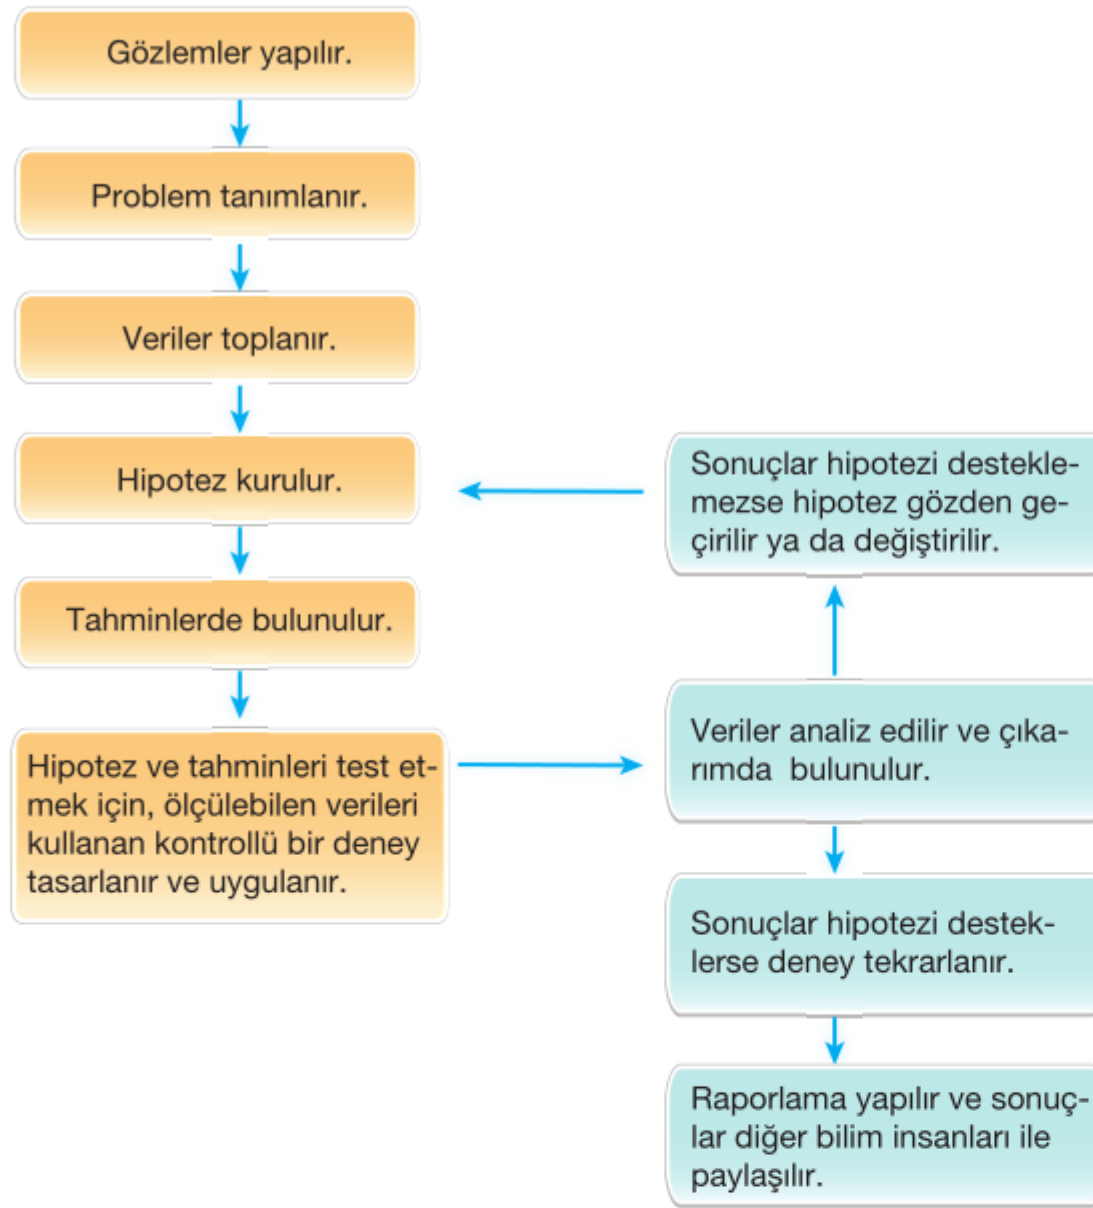 Gözlemler yapılır.
Problem tanımlanır.
Veriler toplanır.
Hipotez kurulur.
Tahminlerde bulunulur.
Hipotez ve tahminleri test et-
mek için, ölçülebilen verileri
kullanan kontrollü bir deney
tasarlanır ve uygulanır.
Sonuçlar hipotezi destekle-
mezse hipotez gözden ge-
çirilir ya da değiştirilir.
Veriler analiz edilir ve çıka-
rımda bulunulur.
Sonuçlar hipotezi destek-
lerse deney tekrarlanır.
Raporlama yapılır ve sonuç-
lar diğer bilim insanları ile
paylaşılır.